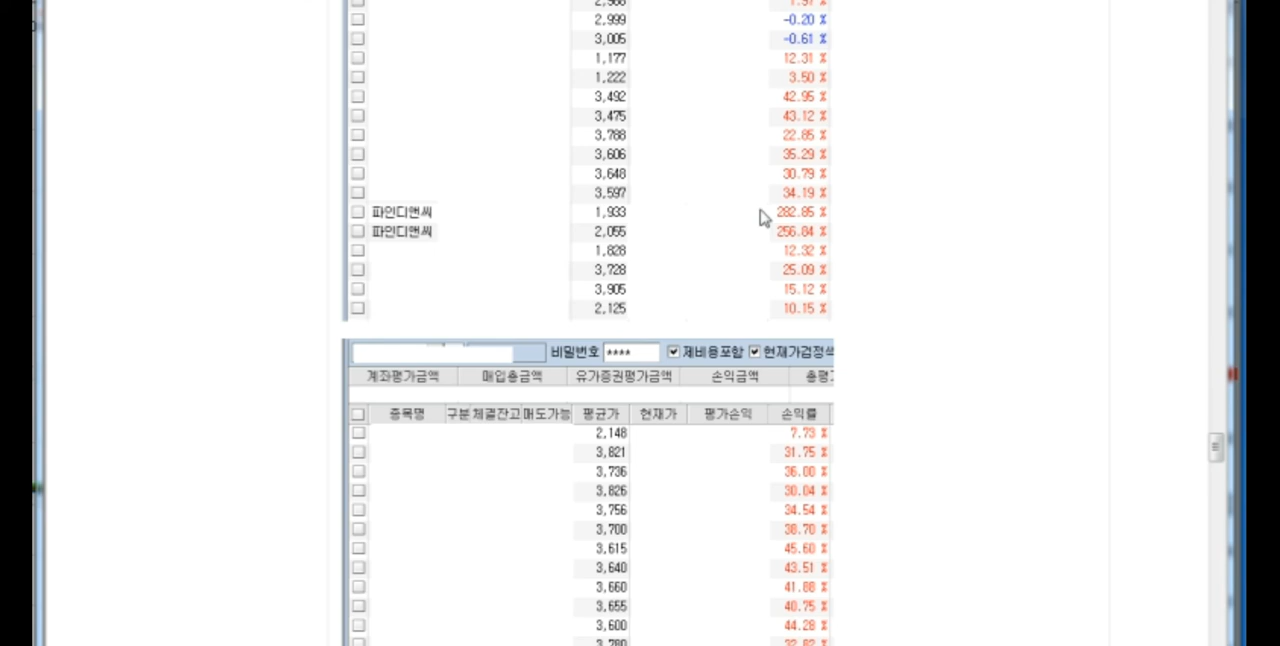 2,999 -0.20 %
3,005 -0.61 %
1,177 12.31 %
1,222 3.50 %
3,492 42.95 %
3,475 43.12 %
3,788 22.85 %
3,606 35.29 %
3,648 30.79 %
3,597 34.19 %
파인디앤씨 1,933 282.85 %
파인디앤씨 2,055 256.84 %
1,828 12.32 %
3,728 25.09 %
3,905 15.12 %
2,125 10.15 %
비밀번호 **** 제비용포함 현재가검정색
계좌평가금액 매입총금액 유가증권평가금액 손익금액 총평
종목명 구분 체결잔고 매도가능 평균가 현재가 평가손익 손익률
2,148 7.73 %
3,821 31.75 %
3,736 36.00 %
3,826 30.04 %
3,756 34.54 %
3,700 38.70 %
3,615 45.60 %
3,640 43.51 %
3,660 41.88 %
3,655 40.75 %
3,600 44.28 %